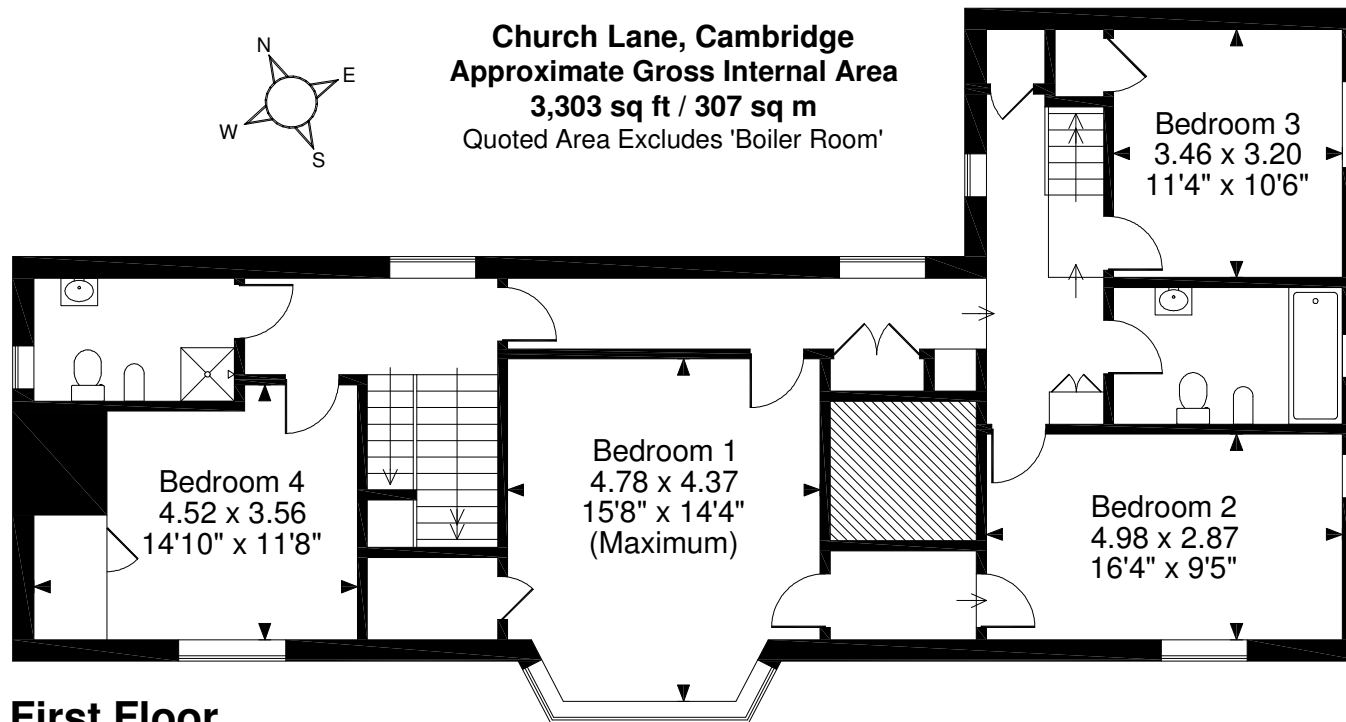 Church Lane, Cambridge
Approximate Gross Internal Area
3,303 sq ft / 307 sq m
Quoted Area Excludes 'Boiler Room'
N
E
W
S
Bedroom 3
3.46 x 3.20
11'4" x 10'6"
Bedroom 4
4.52 x 3.56
14'10" x 11'8"
Bedroom 1
4.78 x 4.37
15'8" x 14'4"
(Maximum)
Bedroom 2
4.98 x 2.87
16'4" x 9'5"
First Floor